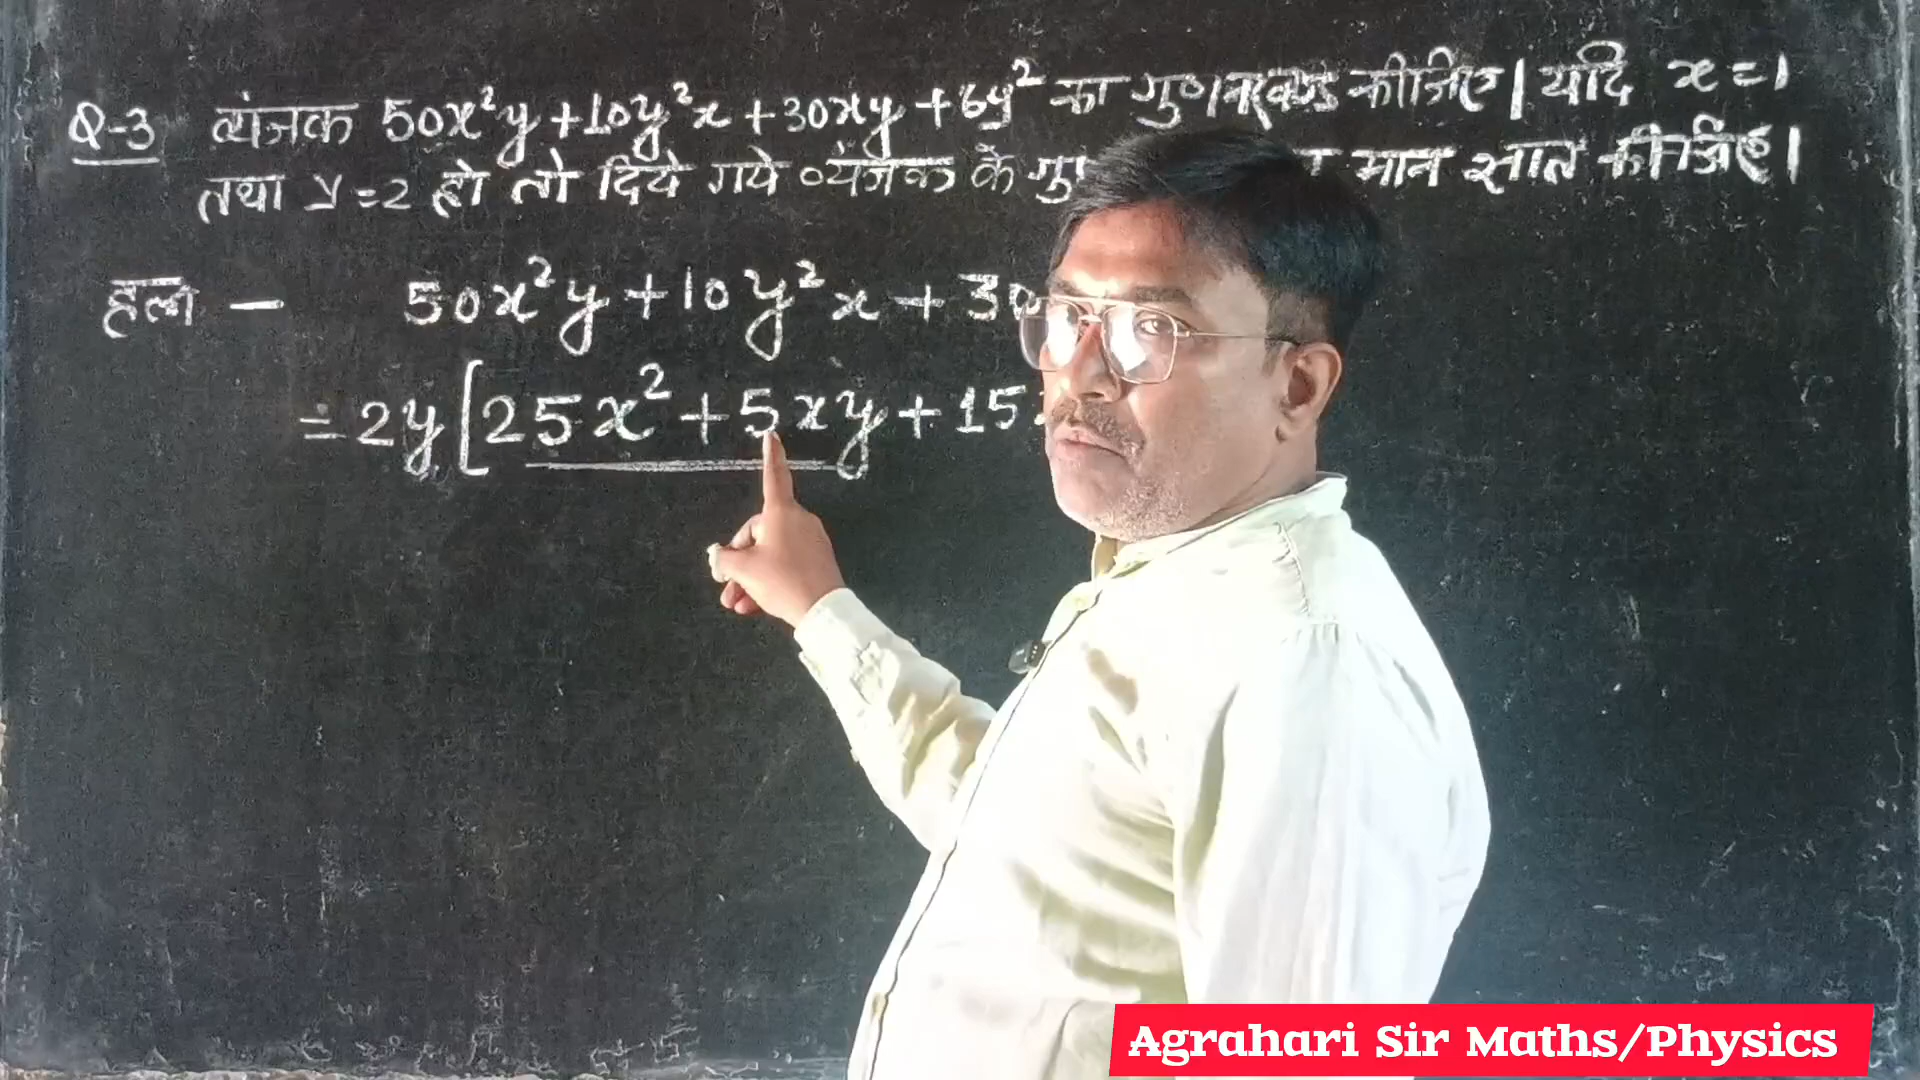 Q-3 व्यंजक 50x²y+10y²x+30xy+6y² का गुणनखण्ड कीजिए। यदि x=1
तथा y=2 हो तो दिये गये व्यंजक के मान ज्ञात कीजिए।
हल – 50x²y+10y²x+30
= 2y[25x²+5xy+15
Agrahari Sir Maths/Physics